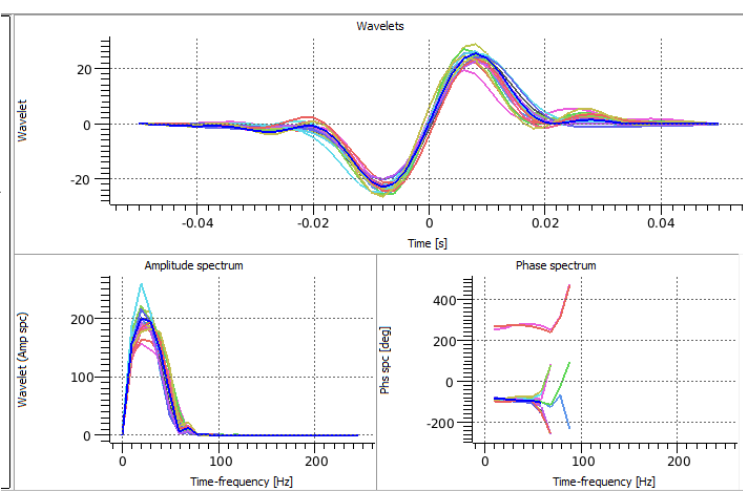 Wavelets
Wavelet
20
0
-20
-0.04 -0.02 0 0.02 0.04
Time [s]
Amplitude spectrum
Wavelet (Amp spc)
200
100
0
0 100 200
Time-frequency [Hz]
Phase spectrum
Phs spc [deg]
400
200
0
-200
0 100 200
Time-frequency [Hz]